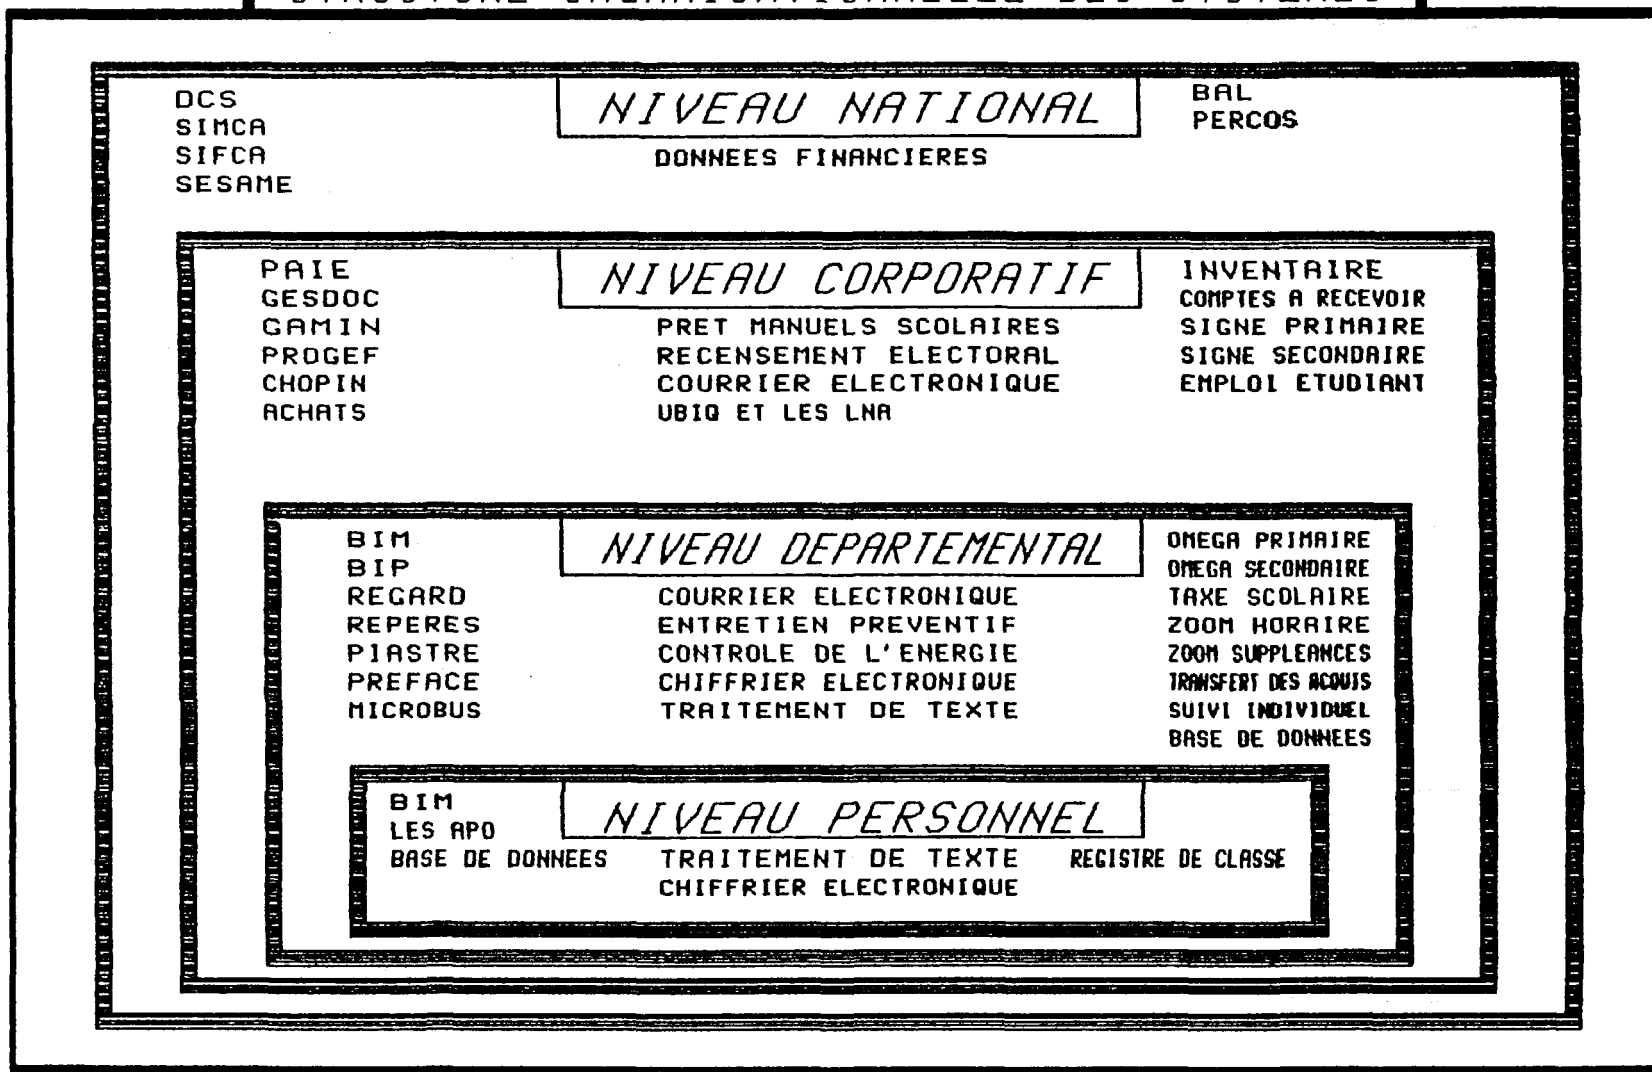 STRUCTURE ORGANISATIONNELLE DES SYSTEMES
NIVEAU NATIONAL
DCS
SIMCA
SIFCA
SESAME
DONNEES FINANCIERES
BAL
PERCOS
NIVEAU CORPORATIF
PAIE
GESDOC
GAMIN
PROGEF
CHOPIN
ACHATS
PRET MANUELS SCOLAIRES
RECENSEMENT ELECTORAL
COURRIER ELECTRONIQUE
UBIQ ET LES LNA
INVENTAIRE
COMPTES A RECEVOIR
SIGNE PRIMAIRE
SIGNE SECONDAIRE
EMPLOI ETUDIANT
NIVEAU DEPARTEMENTAL
BIM
BIP
REGARD
REPERES
PIASTRE
PREFACE
MICROBUS
COURRIER ELECTRONIQUE
ENTRETIEN PREVENTIF
CONTROLE DE L'ENERGIE
CHIFFRIER ELECTRONIQUE
TRAITEMENT DE TEXTE
OMEGA PRIMAIRE
OMEGA SECONDAIRE
TAXE SCOLAIRE
ZOOM HORAIRE
ZOOM SUPPLEANCES
TRANSFERT DES ACQUIS
SUIVI INDIVIDUEL
BASE DE DONNEES
NIVEAU PERSONNEL
BIM
LES APO
BASE DE DONNEES
TRAITEMENT DE TEXTE
CHIFFRIER ELECTRONIQUE
REGISTRE DE CLASSE